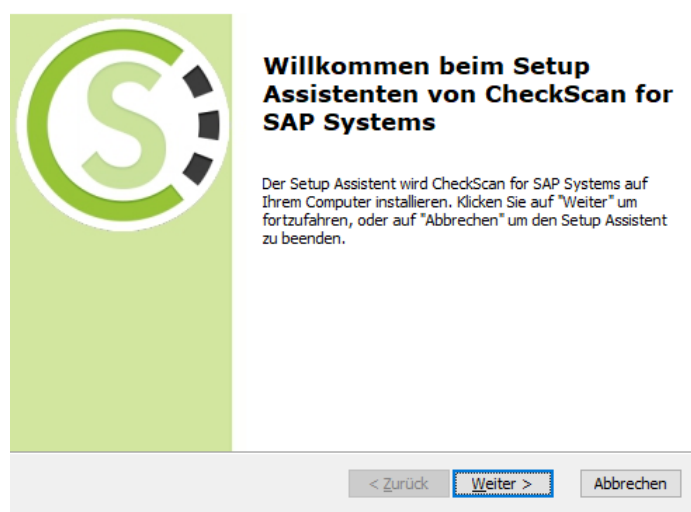 CS
Willkommen beim Setup
Assistenten von CheckScan for
SAP Systems
Der Setup Assistent wird CheckScan for SAP Systems auf
Ihrem Computer installieren. Klicken Sie auf "Weiter" um
fortzufahren, oder auf "Abbrechen" um den Setup Assistent
zu beenden.
< Zurück Weiter > Abbrechen